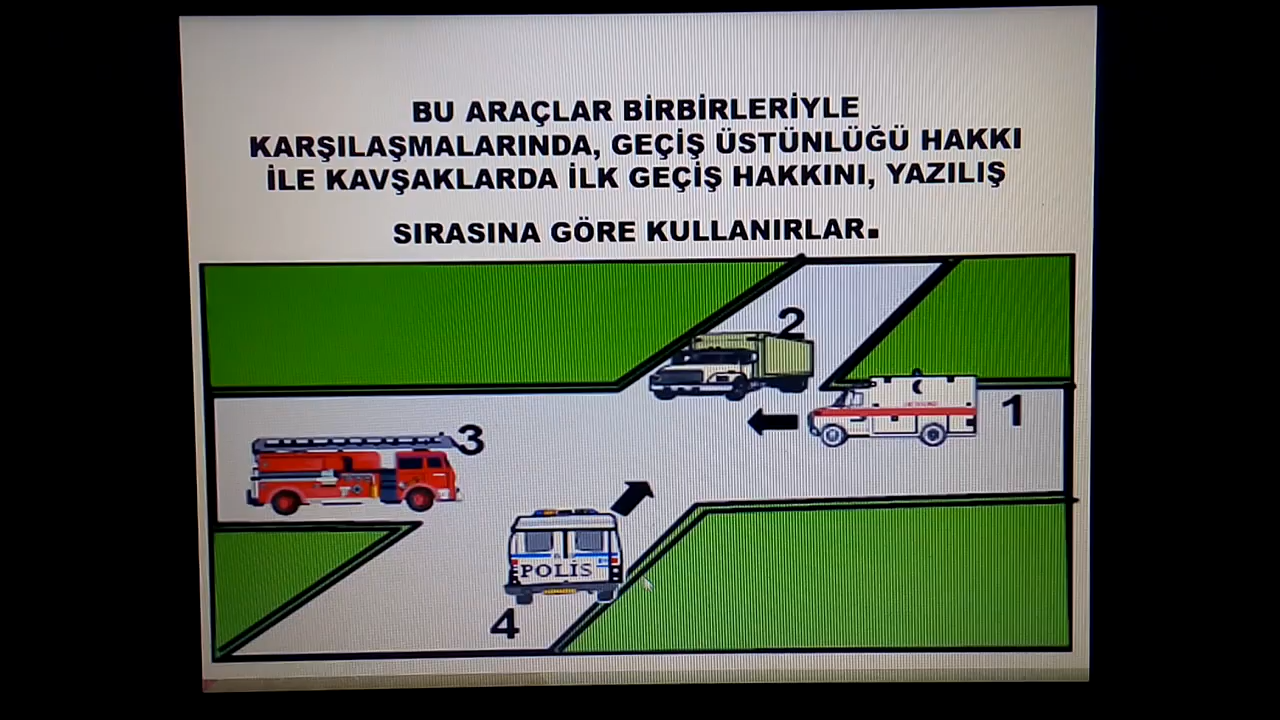 BU ARAÇLAR BİRBİRLERİYLE
KARŞILAŞMALARINDA, GEÇİŞ ÜSTÜNLÜĞÜ HAKKI
İLE KAVŞAKLARDA İLK GEÇİŞ HAKKINI, YAZILIŞ
SIRASINA GÖRE KULLANIRLAR.
2
1
3
POLİS
4